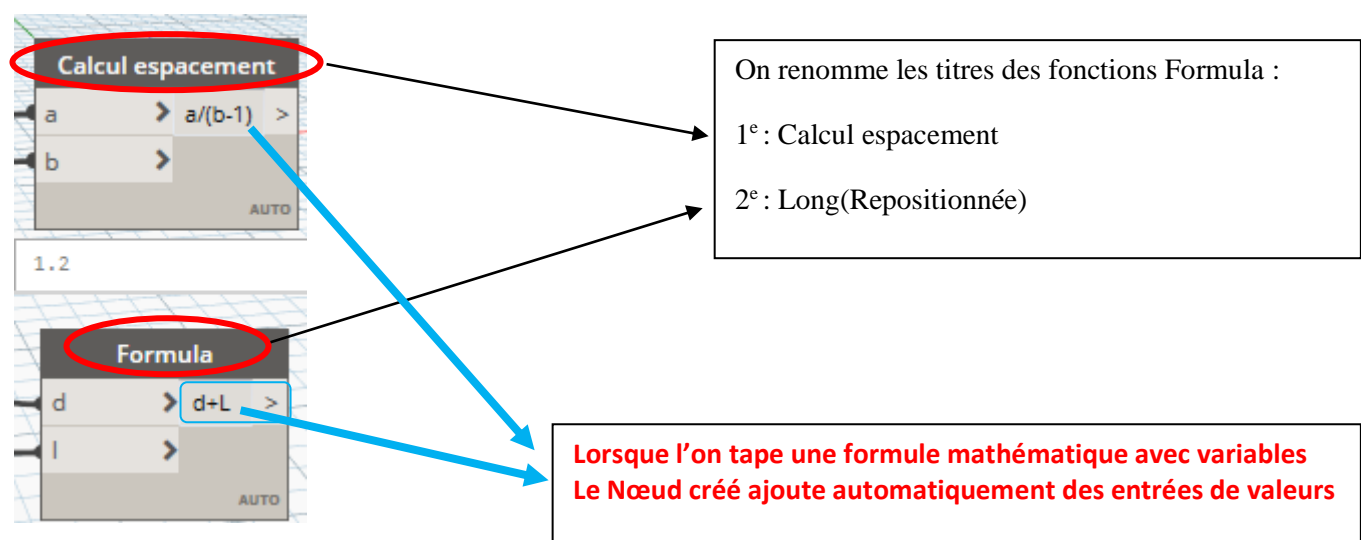 Calcul espacement
a > a/(b-1) >
b >
AUTO
1.2
Formula
d > d+L >
l >
AUTO
On renomme les titres des fonctions Formula :
1e : Calcul espacement
2e : Long(Repositionnée)
Lorsque l’on tape une formule mathématique avec variables
Le Nœud créé ajoute automatiquement des entrées de valeurs